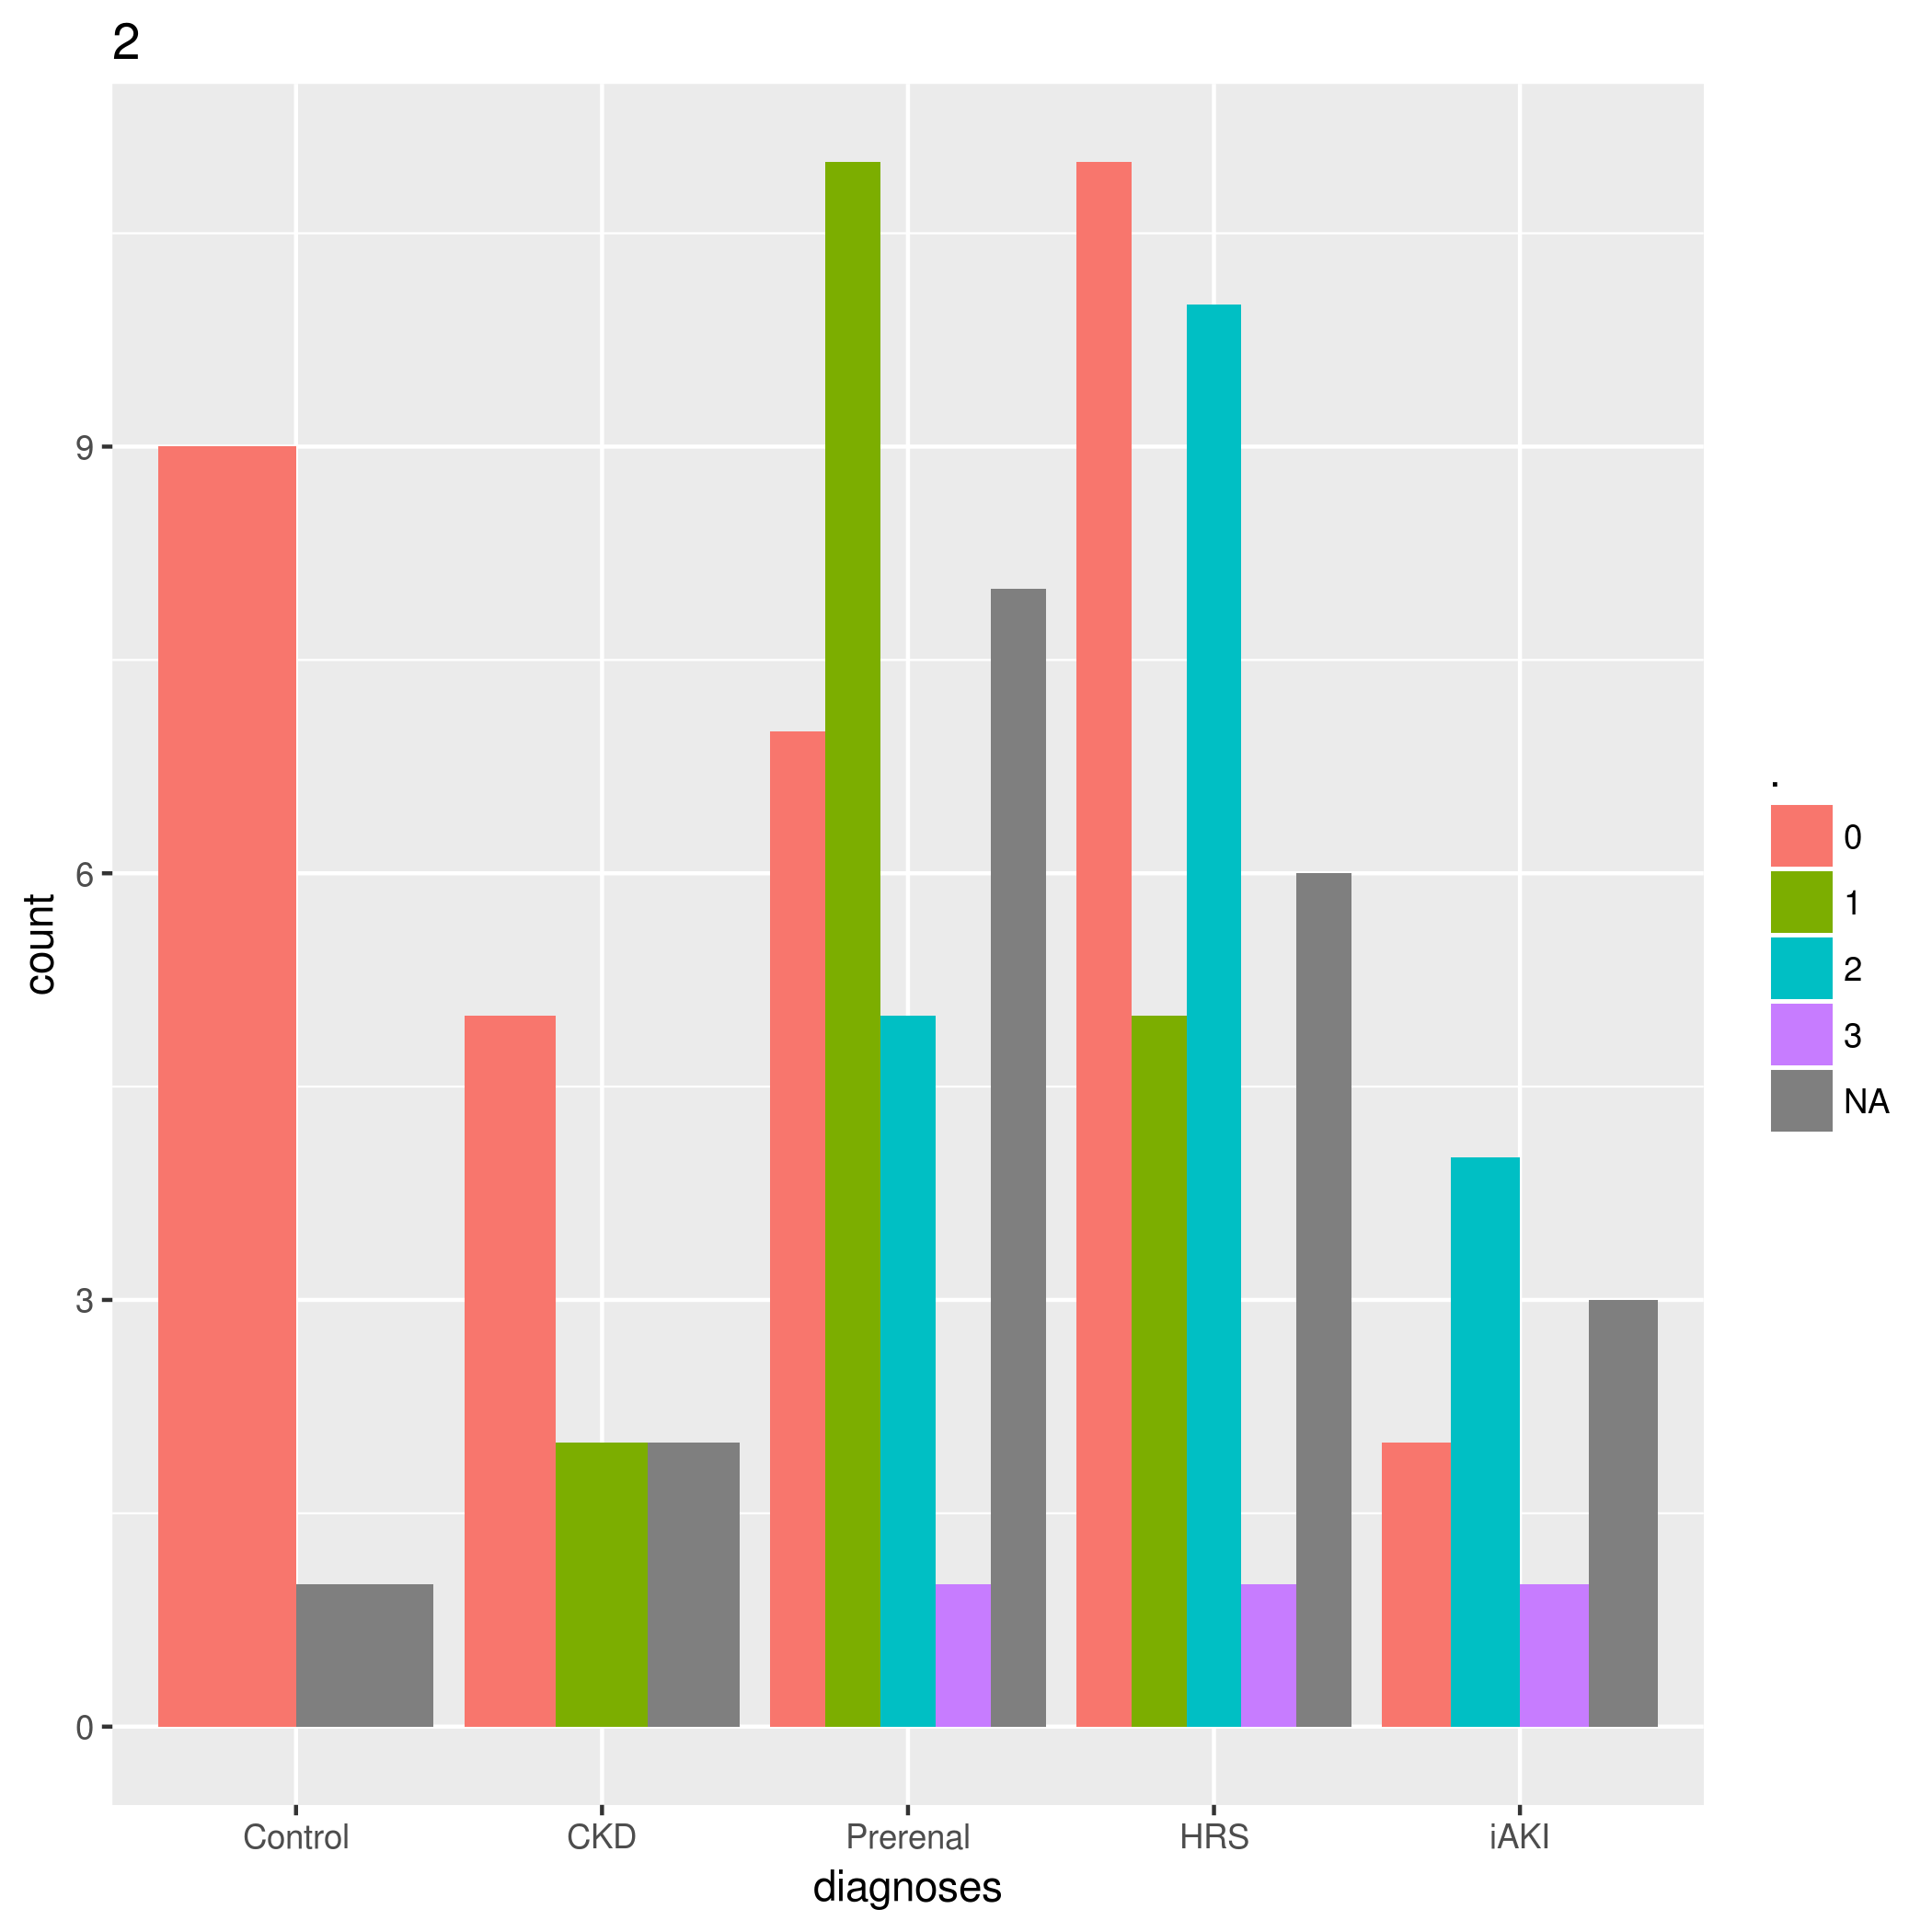 2
count
9
6
3
0
Control CKD Prerenal HRS iAKI
diagnoses
.
0
1
2
3
NA